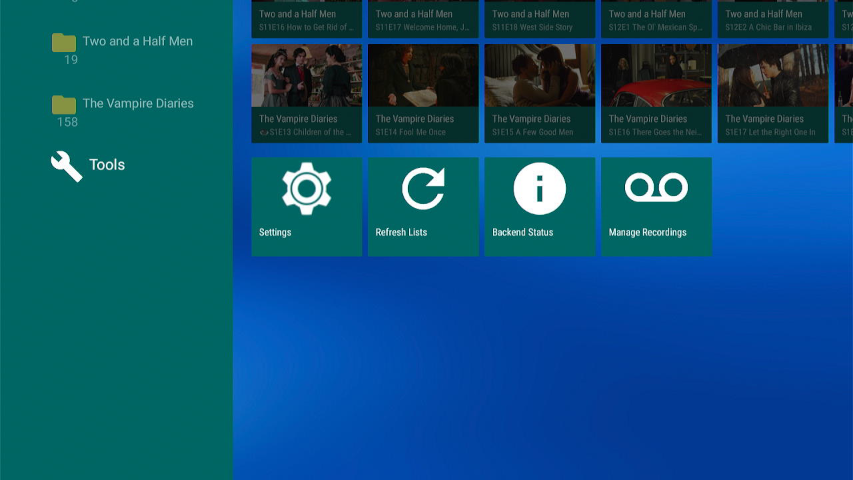 Two and a Half Men
19
The Vampire Diaries
158
Tools
Two and a Half Men
S11E16 How to Get Rid of ...
Two and a Half Men
S11E17 Welcome Home, J...
Two and a Half Men
S11E18 West Side Story
Two and a Half Men
S12E1 The Ol' Mexican Sp...
Two and a Half Men
S12E2 A Chic Bar in Ibiza
The Vampire Diaries
S1E13 Children of the ...
The Vampire Diaries
S1E14 Fool Me Once
The Vampire Diaries
S1E15 A Few Good Men
The Vampire Diaries
S1E16 There Goes the Nei...
The Vampire Diaries
S1E17 Let the Right One In
Settings
Refresh Lists
Backend Status
Manage Recordings